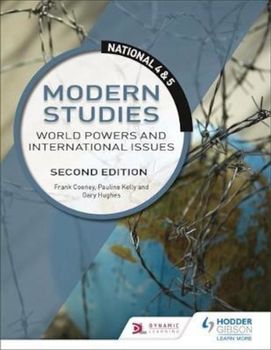 NATIONAL 4 & 5
MODERN
STUDIES
WORLD POWERS AND
INTERNATIONAL ISSUES
SECOND EDITION
Frank Cooney, Pauline Kelly and
Gary Hughes
DYNAMIC
LEARNING
HODDER
GIBSON
LEARN MORE